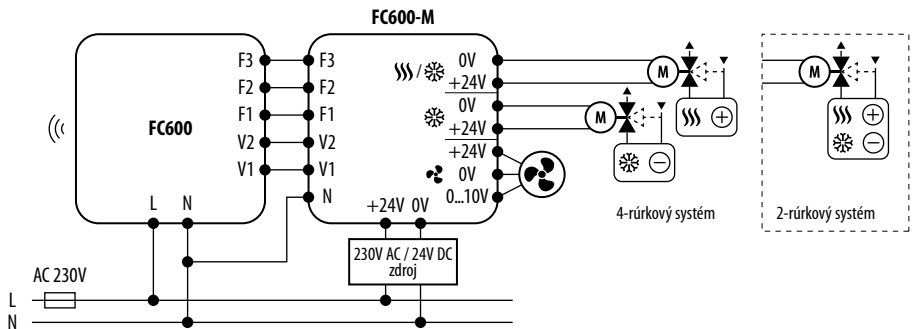 FC600-M
FC600
F3
F2
F1
V2
V1
L
N
F3
F2
F1
V2
V1
N
/
0V
+24V
0V
+24V
+24V
0V
0...10V
+24V 0V
230V AC / 24V DC
zdroj
M
M
4-rúrkový systém
M
2-rúrkový systém
AC 230V
L
N